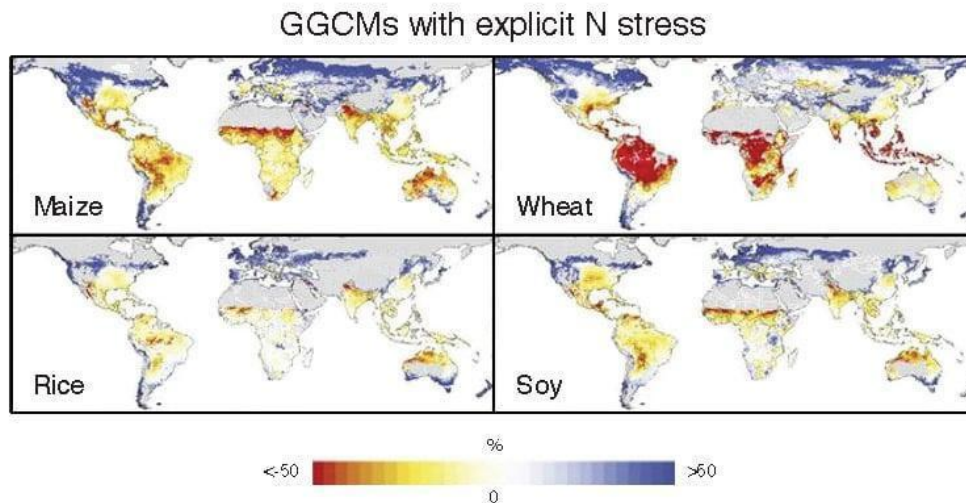 GGCMs with explicit N stress
Maize
Wheat
Rice
Soy
%
<-50
>50
0